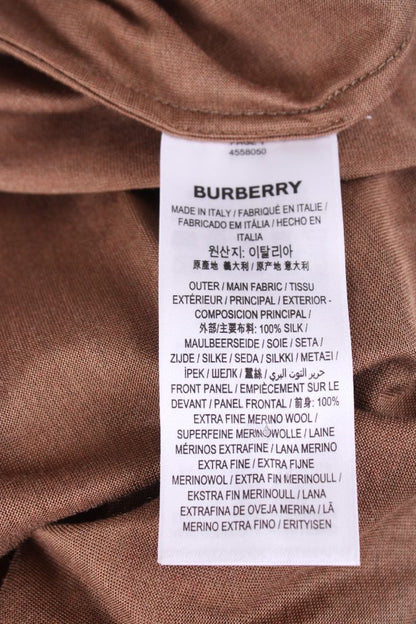 4558050
BURBERRY
MADE IN ITALY / FABRIQUÉ EN ITALIE /
FABRICADO EM ITÁLIA / HECHO EN
ITALIA
원산지: 이탈리아
原產地 義大利 / 原产地 意大利
OUTER / MAIN FABRIC / TISSU
EXTÉRIEUR / PRINCIPAL / EXTERIOR -
COMPOSICION PRINCIPAL /
外部/主要布料: 100% SILK /
MAULBEERSEIDE / SOIE / SETA /
ZIJDE / SILKE / SEDA / SILKKI / ΜΕΤΑΞΙ /
İPEK / ШЕЛК / 蠶絲 / حرير التوت البري /
FRONT PANEL / EMPIÈCEMENT SUR LE
DEVANT / PANEL FRONTAL / 前身: 100%
EXTRA FINE MERINO WOOL /
SUPERFEINE MERINOWOLLE / LAINE
MÉRINOS EXTRAFINE / LANA MERINO
EXTRA FINE / EXTRA FIJNE
MERINOWOL / EXTRA FIN MERINOULL /
EKSTRA FIN MERINOULL / LANA
EXTRAFINA DE OVEJA MERINA / LÃ
MERINO EXTRA FINO / ERITYISEN